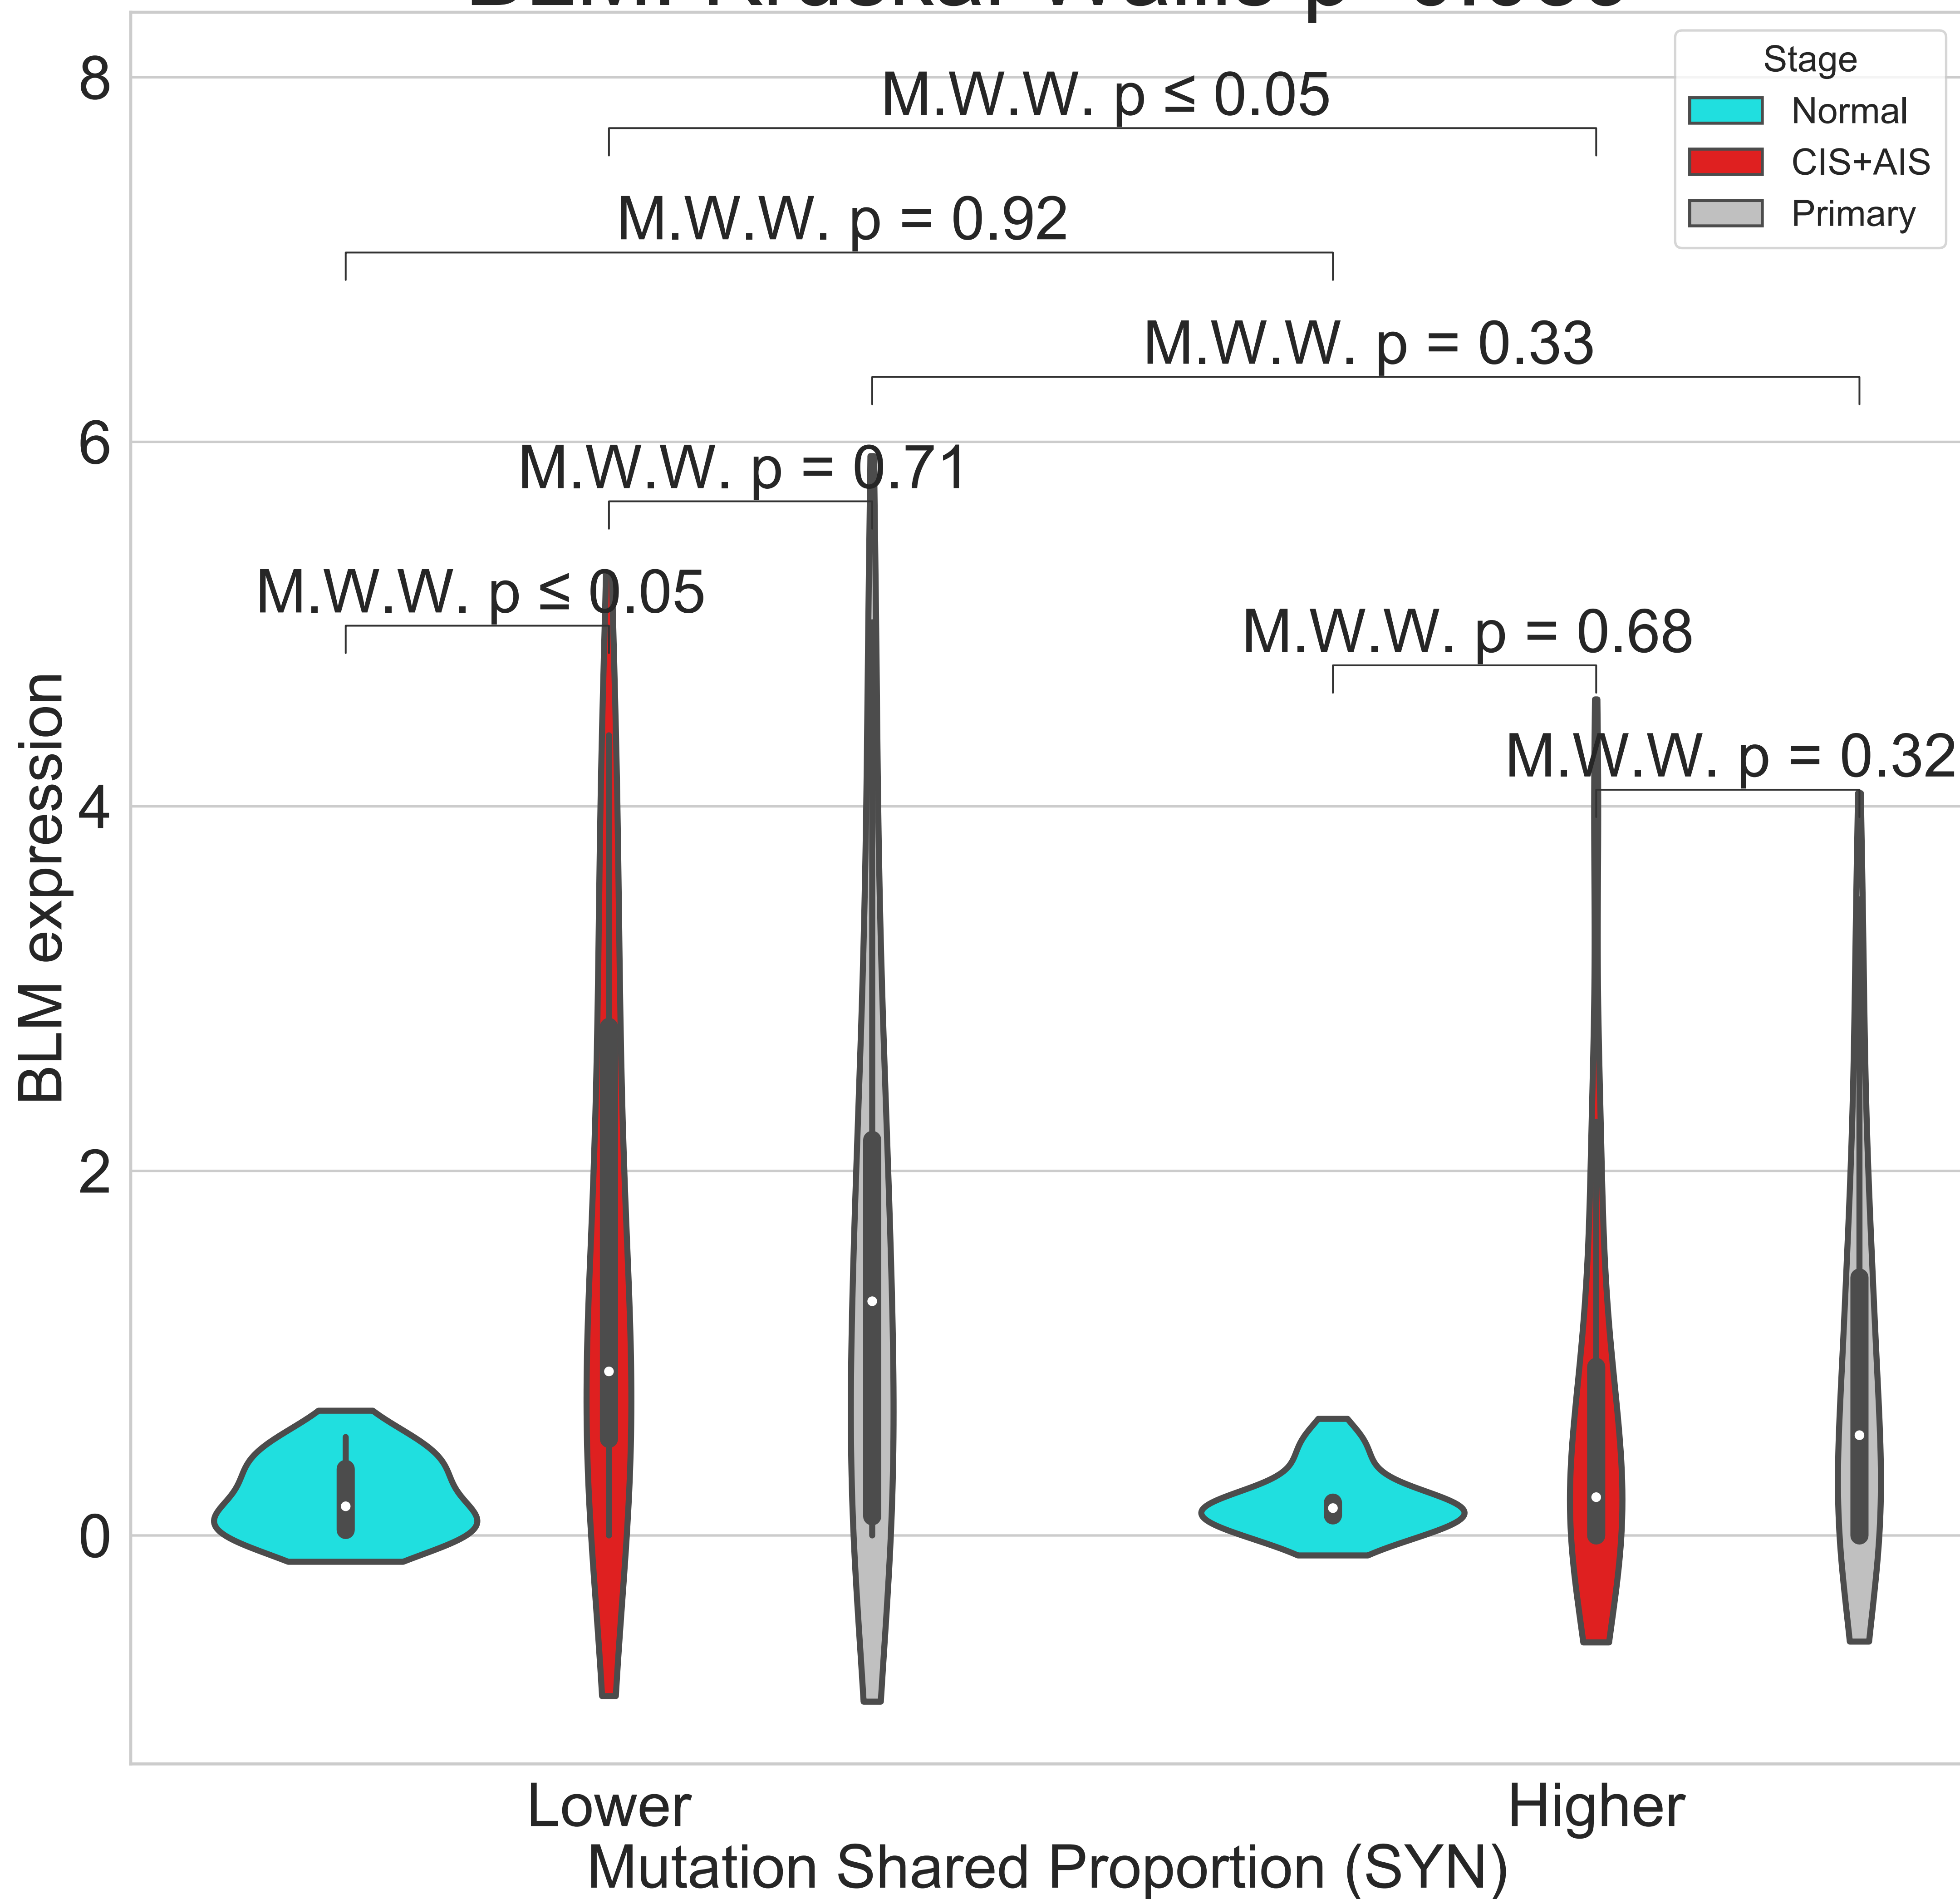 8
6
4
2
0
BLM expression
M.W.W. p ≤ 0.05
M.W.W. p = 0.92
M.W.W. p = 0.33
M.W.W. p = 0.71
M.W.W. p ≤ 0.05
M.W.W. p = 0.68
M.W.W. p = 0.32
Stage
Normal
CIS+AIS
Primary
Lower
Higher
Mutation Shared Proportion (SYN)